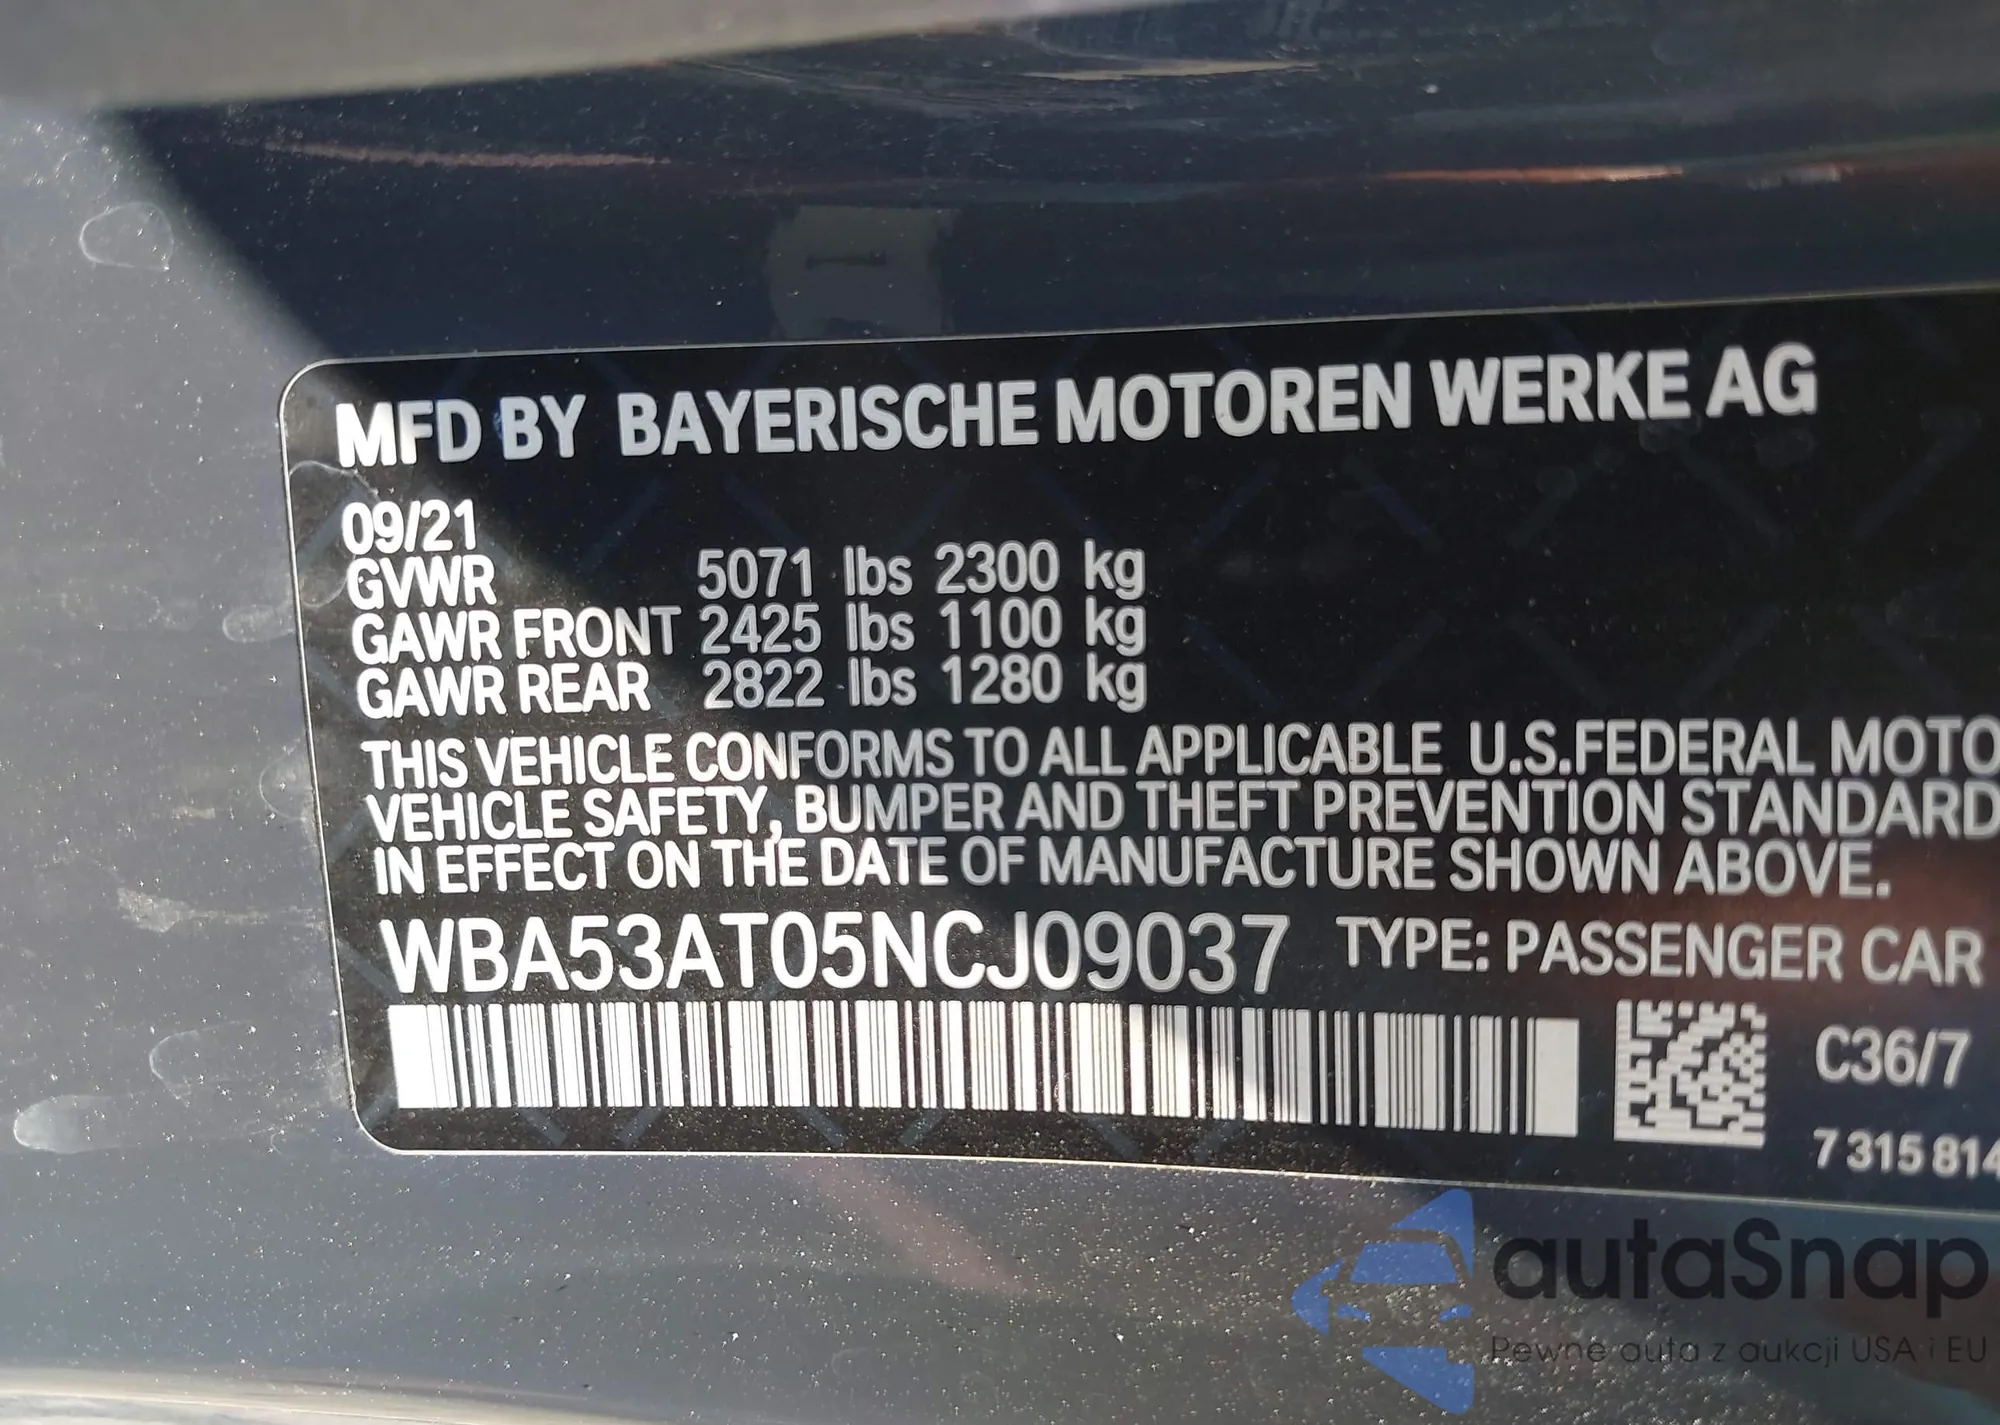 MFD BY BAYERISCHE MOTOREN WERKE AG
09/21
GVWR 5071 lbs 2300 kg
GAWR FRONT 2425 lbs 1100 kg
GAWR REAR 2822 lbs 1280 kg
THIS VEHICLE CONFORMS TO ALL APPLICABLE U.S.FEDERAL MOTO
VEHICLE SAFETY, BUMPER AND THEFT PREVENTION STANDARD
IN EFFECT ON THE DATE OF MANUFACTURE SHOWN ABOVE.
WBA53AT05NCJ09037 TYPE: PASSENGER CAR
C36/7
7 315 814
autaSnap
Pewne auta z aukcji USA i EU